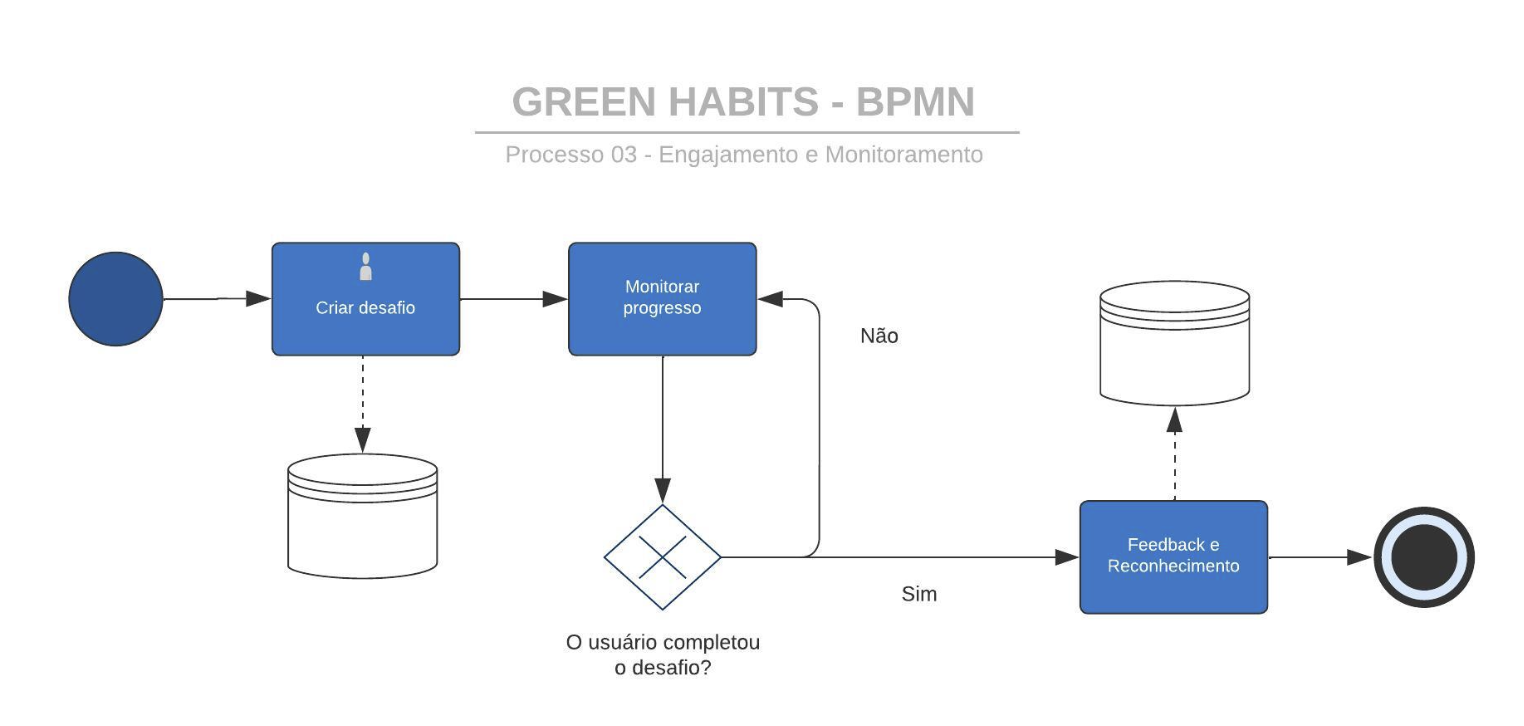 GREEN HABITS - BPMN
Processo 03 - Engajamento e Monitoramento
Criar desafio
Monitorar
progresso
Não
Feedback e
Reconhecimento
Sim
O usuário completou
o desafio?